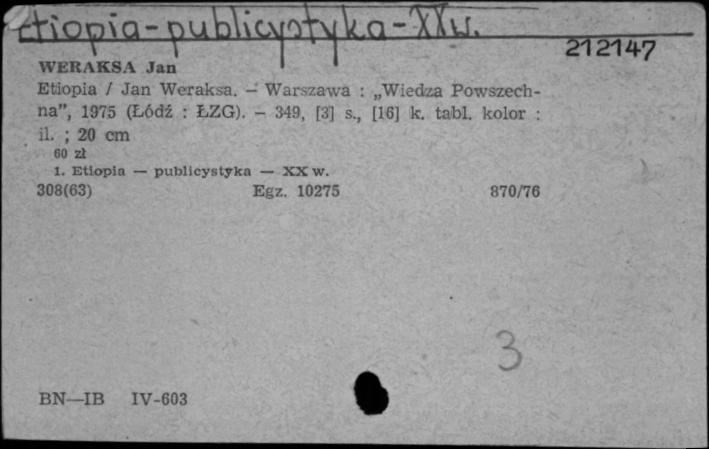 Etiopia-publicystyka-XXw.
212147
WERAKSA Jan
Etiopia / Jan Weraksa. — Warszawa : „Wiedza Powszech-
na”, 1975 (Łódź : ŁZG). — 349, [3] s., [16] k. tabl. kolor :
il. ; 20 cm
60 zł
1. Etiopia — publicystyka — XX w.
308(63) Egz. 10275 870/76
3
BN—IB IV-603